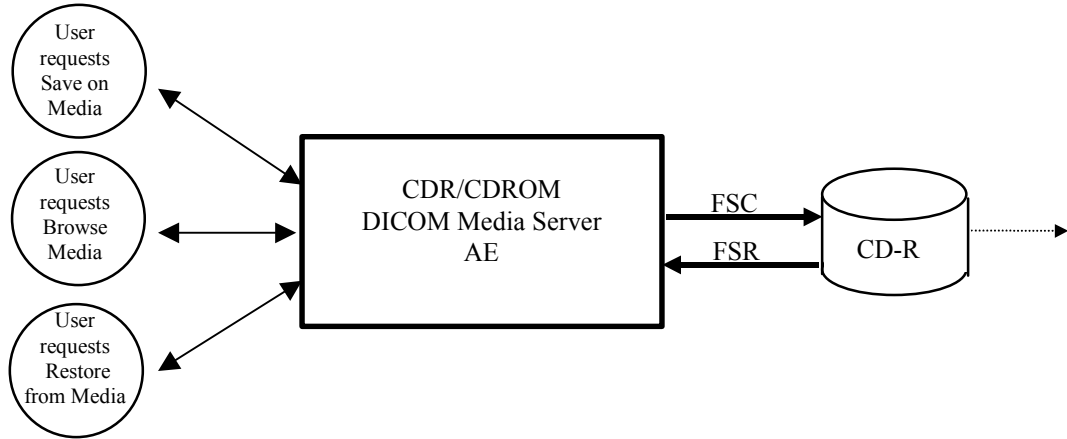 User
requests
Save on
Media
User
requests
Browse
Media
User
requests
Restore
from Media
CDR/CDROM
DICOM Media Server
AE
FSC
FSR
CD-R